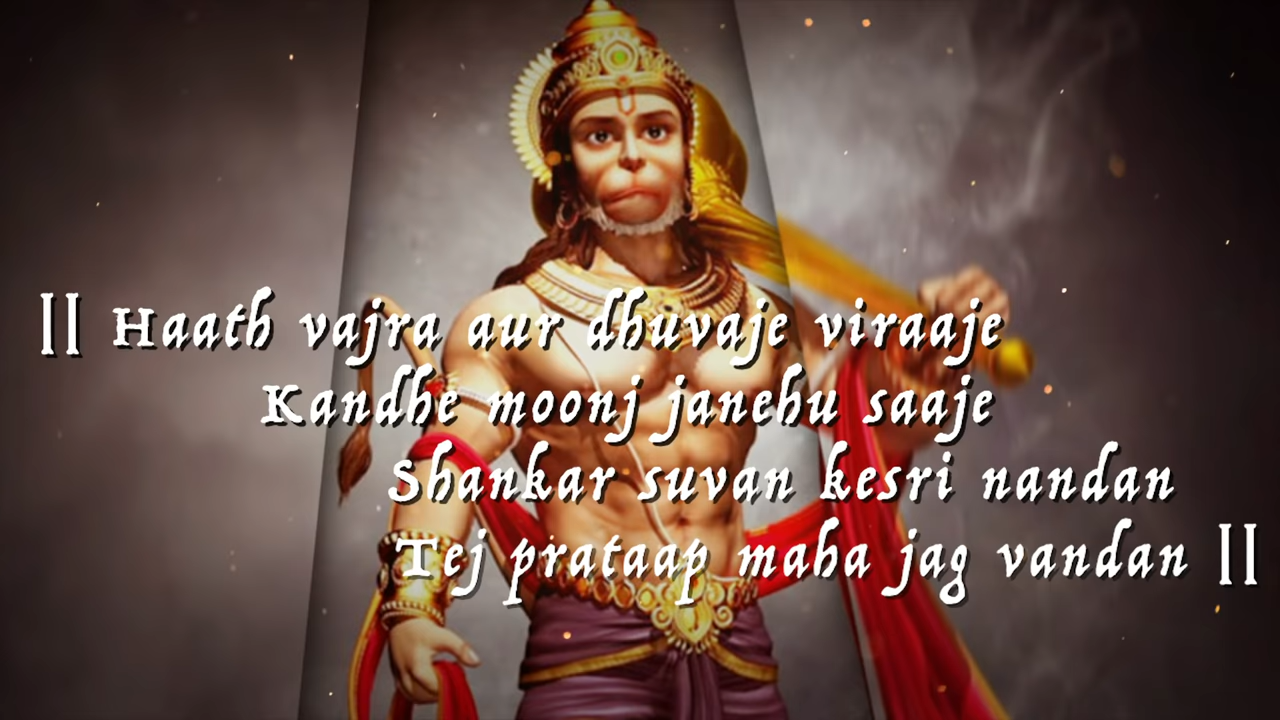 || Haath vajra aur dhuvaje viraaje
Kandhe moonj janehu saaje
Shankar suvan kesri nandan
Tej prataap maha jag vandan ||